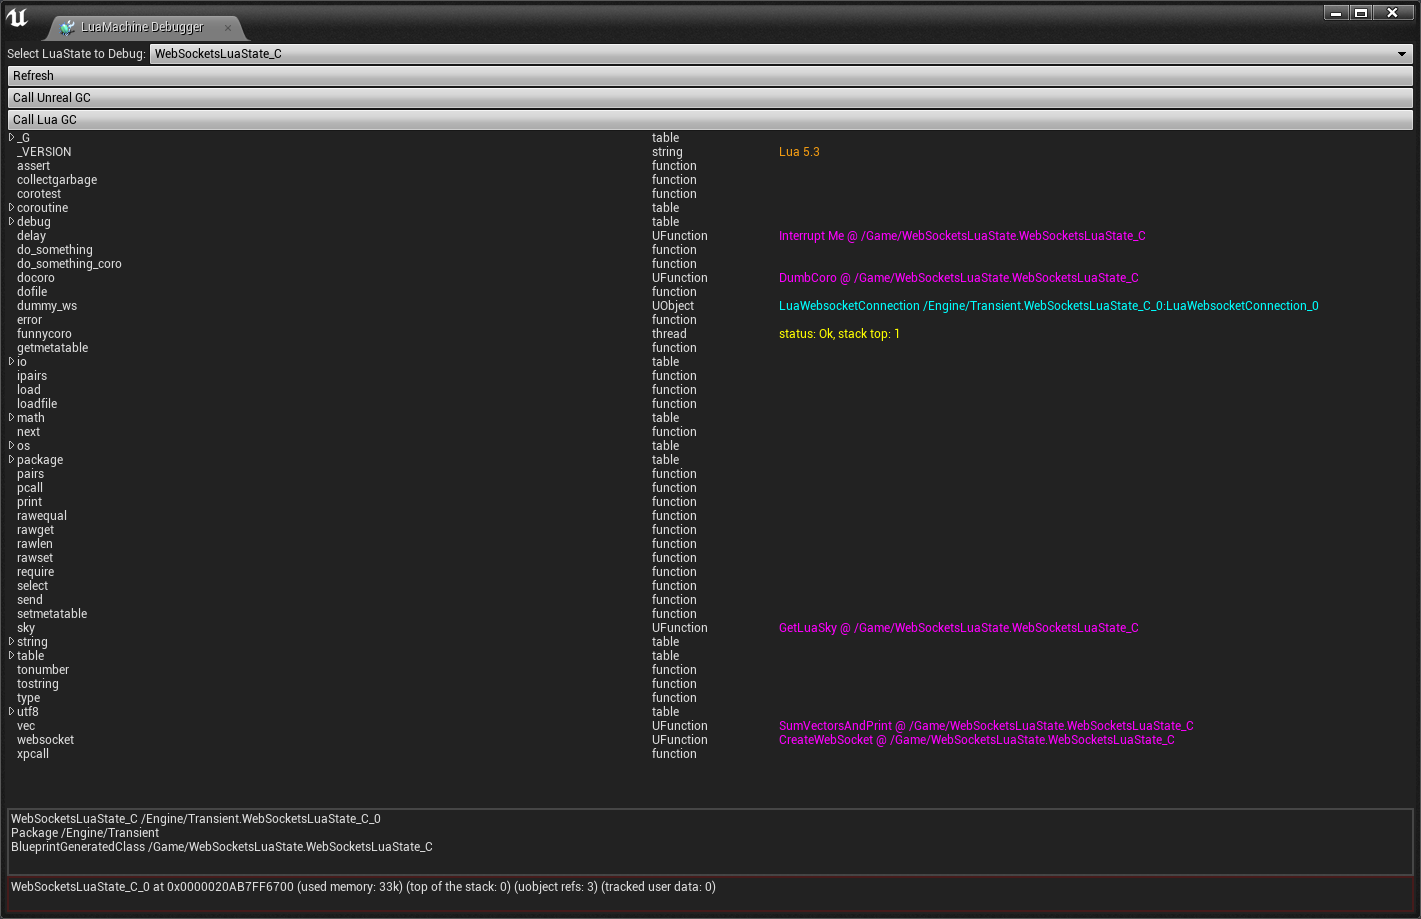 LuaMachine Debugger
Select LuaState to Debug: WebSocketsLuaState_C
Refresh
Call Unreal GC
Call Lua GC
_G table
_VERSION string Lua 5.3
assert function
collectgarbage function
corotest function
coroutine table
debug table
delay UFunction Interrupt Me @ /Game/WebSocketsLuaState.WebSocketsLuaState_C
do_something function
do_something_coro function
docoro UFunction DumbCoro @ /Game/WebSocketsLuaState.WebSocketsLuaState_C
dofile function
dummy_ws UObject LuaWebsocketConnection /Engine/Transient.WebSocketsLuaState_C_0:LuaWebsocketConnection_0
error function
funnycoro thread status: Ok, stack top: 1
getmetatable function
io table
ipairs function
load function
loadfile function
math table
next function
os table
package table
pairs function
pcall function
print function
rawequal function
rawget function
rawlen function
rawset function
require function
select function
send function
setmetatable function
sky UFunction GetLuaSky @ /Game/WebSocketsLuaState.WebSocketsLuaState_C
string table
table table
tonumber function
tostring function
type function
utf8 table
vec UFunction SumVectorsAndPrint @ /Game/WebSocketsLuaState.WebSocketsLuaState_C
websocket UFunction CreateWebSocket @ /Game/WebSocketsLuaState.WebSocketsLuaState_C
xpcall function
WebSocketsLuaState_C /Engine/Transient.WebSocketsLuaState_C_0
Package /Engine/Transient
BlueprintGeneratedClass /Game/WebSocketsLuaState.WebSocketsLuaState_C
WebSocketsLuaState_C_0 at 0x0000020AB7FF6700 (used memory: 33k) (top of the stack: 0) (uobject refs: 3) (tracked user data: 0)